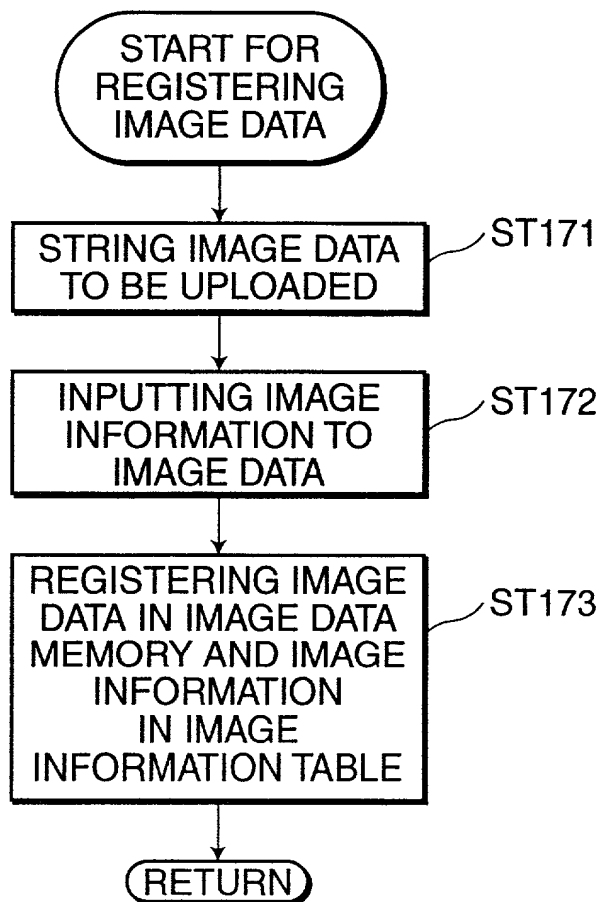 START FOR
REGISTERING
IMAGE DATA
STRING IMAGE DATA
TO BE UPLOADED
ST171
INPUTTING IMAGE
INFORMATION TO
IMAGE DATA
ST172
REGISTERING IMAGE
DATA IN IMAGE DATA
MEMORY AND IMAGE
INFORMATION
IN IMAGE
INFORMATION TABLE
ST173
RETURN